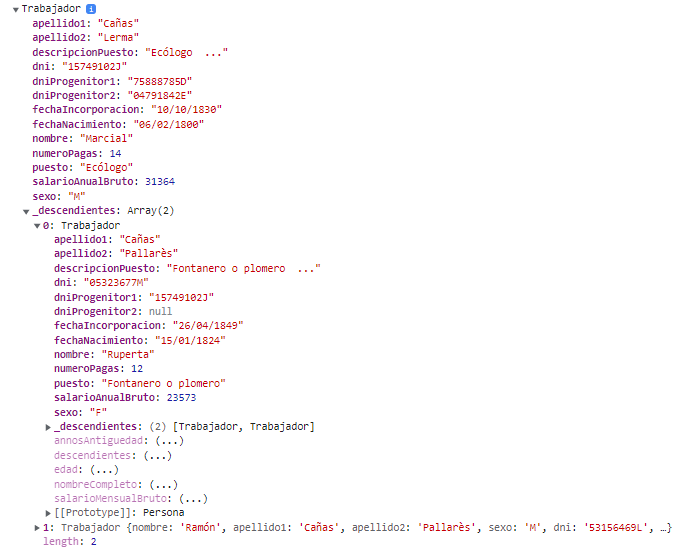 Trabajador i
apellido1: "Cañas"
apellido2: "Lerma"
descripcionPuesto: "Ecólogo ..."
dni: "15749102J"
dniProgenitor1: "75888785D"
dniProgenitor2: "04791842E"
fechaIncorporacion: "10/10/1830"
fechaNacimiento: "06/02/1800"
nombre: "Marcial"
numeroPagas: 14
puesto: "Ecólogo"
salarioAnualBruto: 31364
sexo: "M"
_descendientes: Array(2)
0: Trabajador
apellido1: "Cañas"
apellido2: "Pallarès"
descripcionPuesto: "Fontanero o plomero ..."
dni: "05323677M"
dniProgenitor1: "15749102J"
dniProgenitor2: null
fechaIncorporacion: "26/04/1849"
fechaNacimiento: "15/01/1824"
nombre: "Ruperta"
numeroPagas: 12
puesto: "Fontanero o plomero"
salarioAnualBruto: 23573
sexo: "F"
_descendientes: (2) [Trabajador, Trabajador]
annosAntiguedad: (...)
descendientes: (...)
edad: (...)
nombreCompleto: (...)
salarioMensualBruto: (...)
[[Prototype]]: Persona
1: Trabajador {nombre: 'Ramón', apellido1: 'Cañas', apellido2: 'Pallarès', sexo: 'M', dni: '53156469L', …}
length: 2